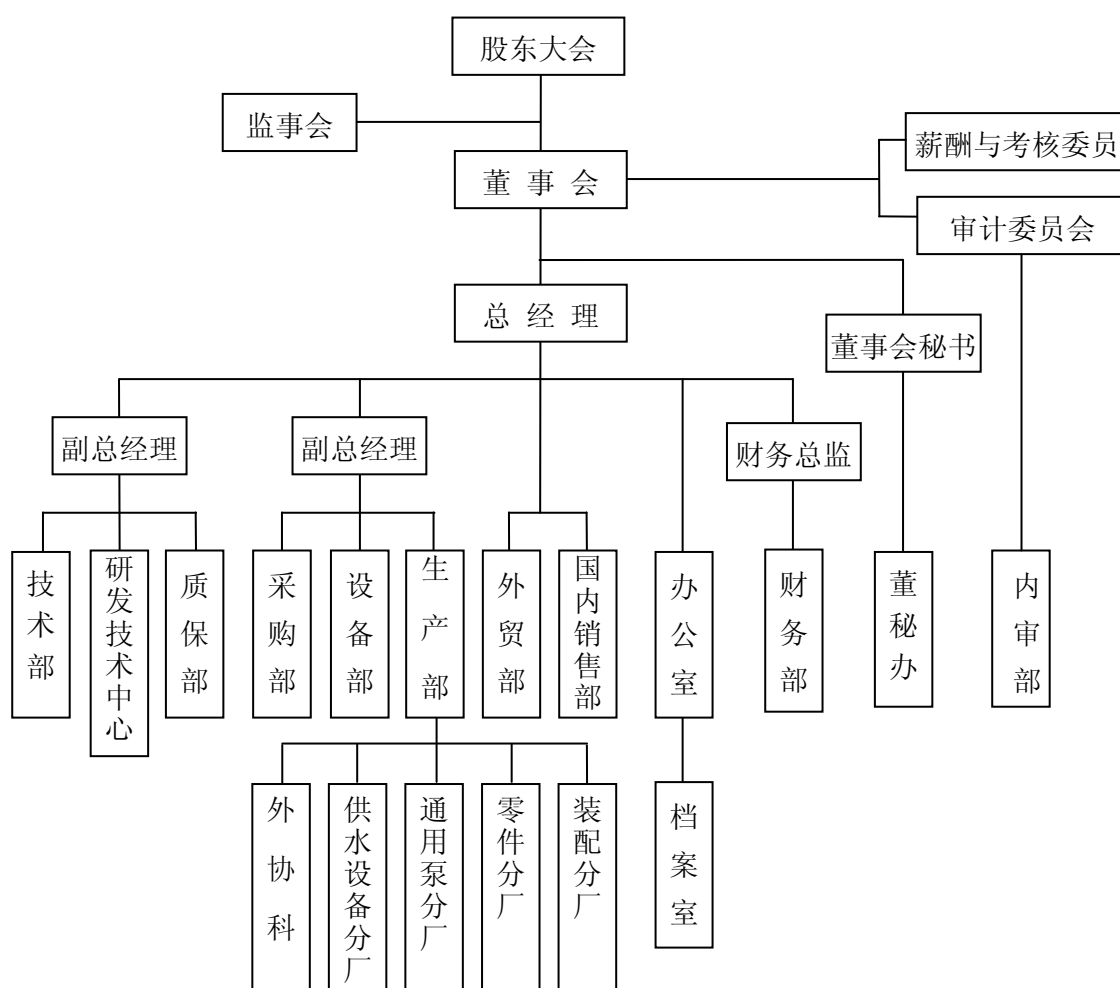 股东大会
监事会
薪酬与考核委员
董 事 会
审计委员会
总 经 理
董事会秘书
副总经理
副总经理
财务总监
技术部
研发技术中心
质保部
采购部
设备部
生产部
外贸部
国内销售部
办公室
财务部
董秘办
内审部
外协科
供水设备分厂
通用泵分厂
零件分厂
装配分厂
档案室